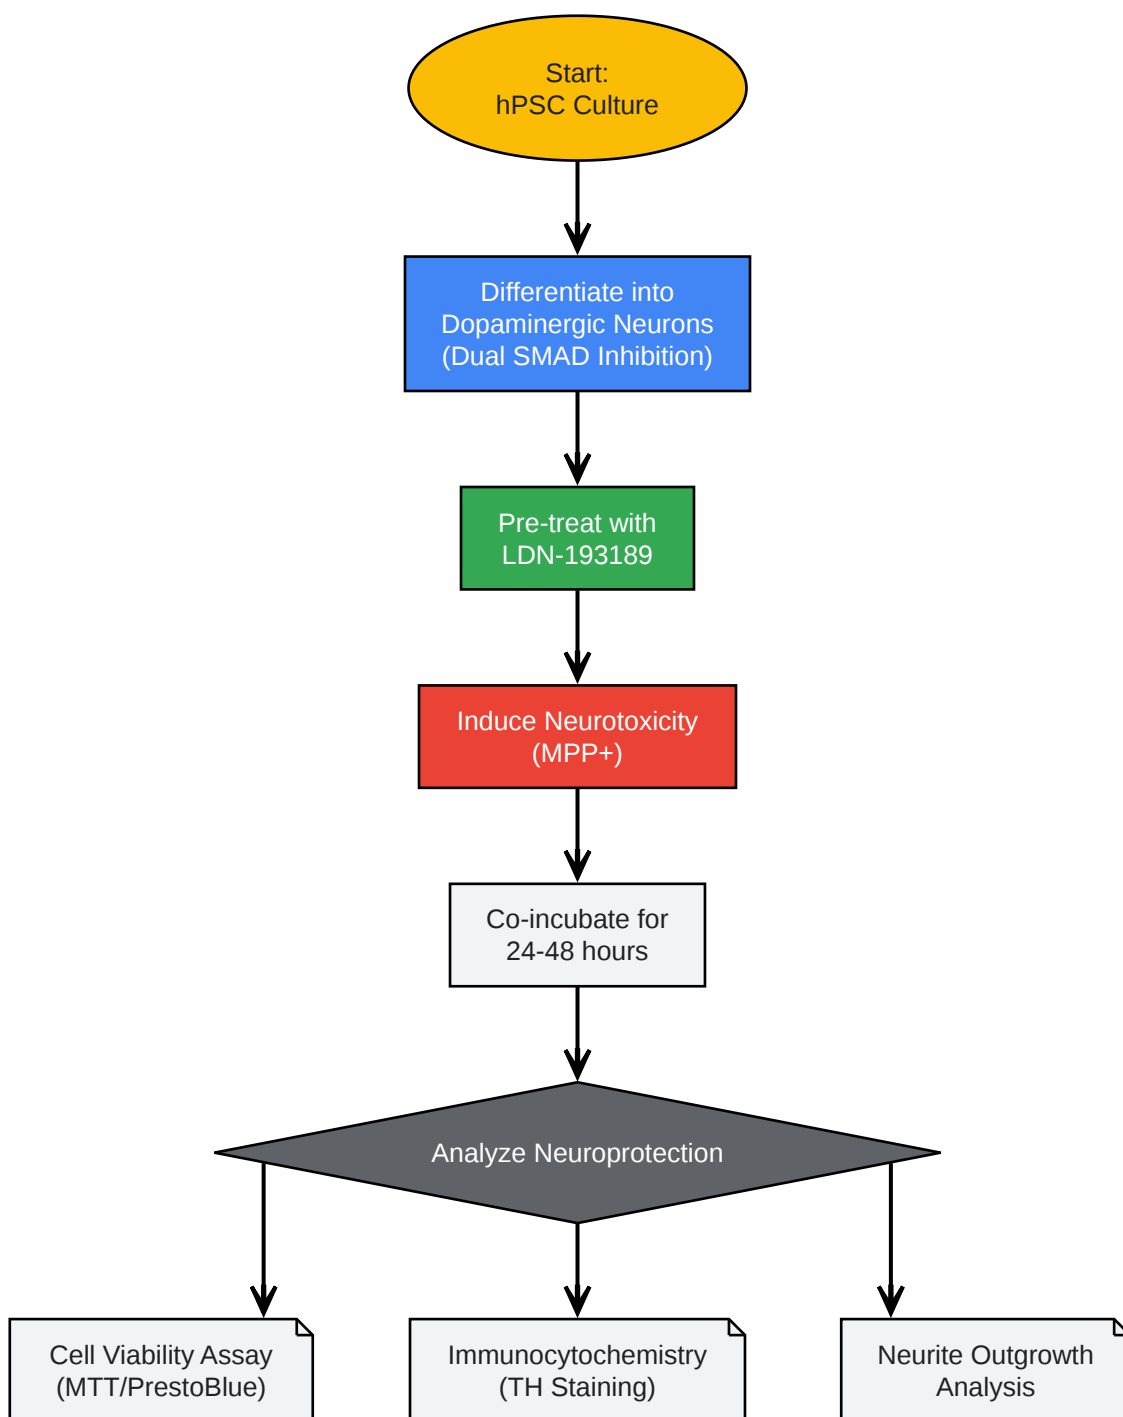 Start:
hPSC Culture
Differentiate into
Dopaminergic Neurons
(Dual SMAD Inhibition)
Pre-treat with
LDN-193189
Induce Neurotoxicity
(MPP+)
Co-incubate for
24-48 hours
Analyze Neuroprotection
Cell Viability Assay
(MTT/PrestoBlue)
Immunocytochemistry
(TH Staining)
Neurite Outgrowth
Analysis